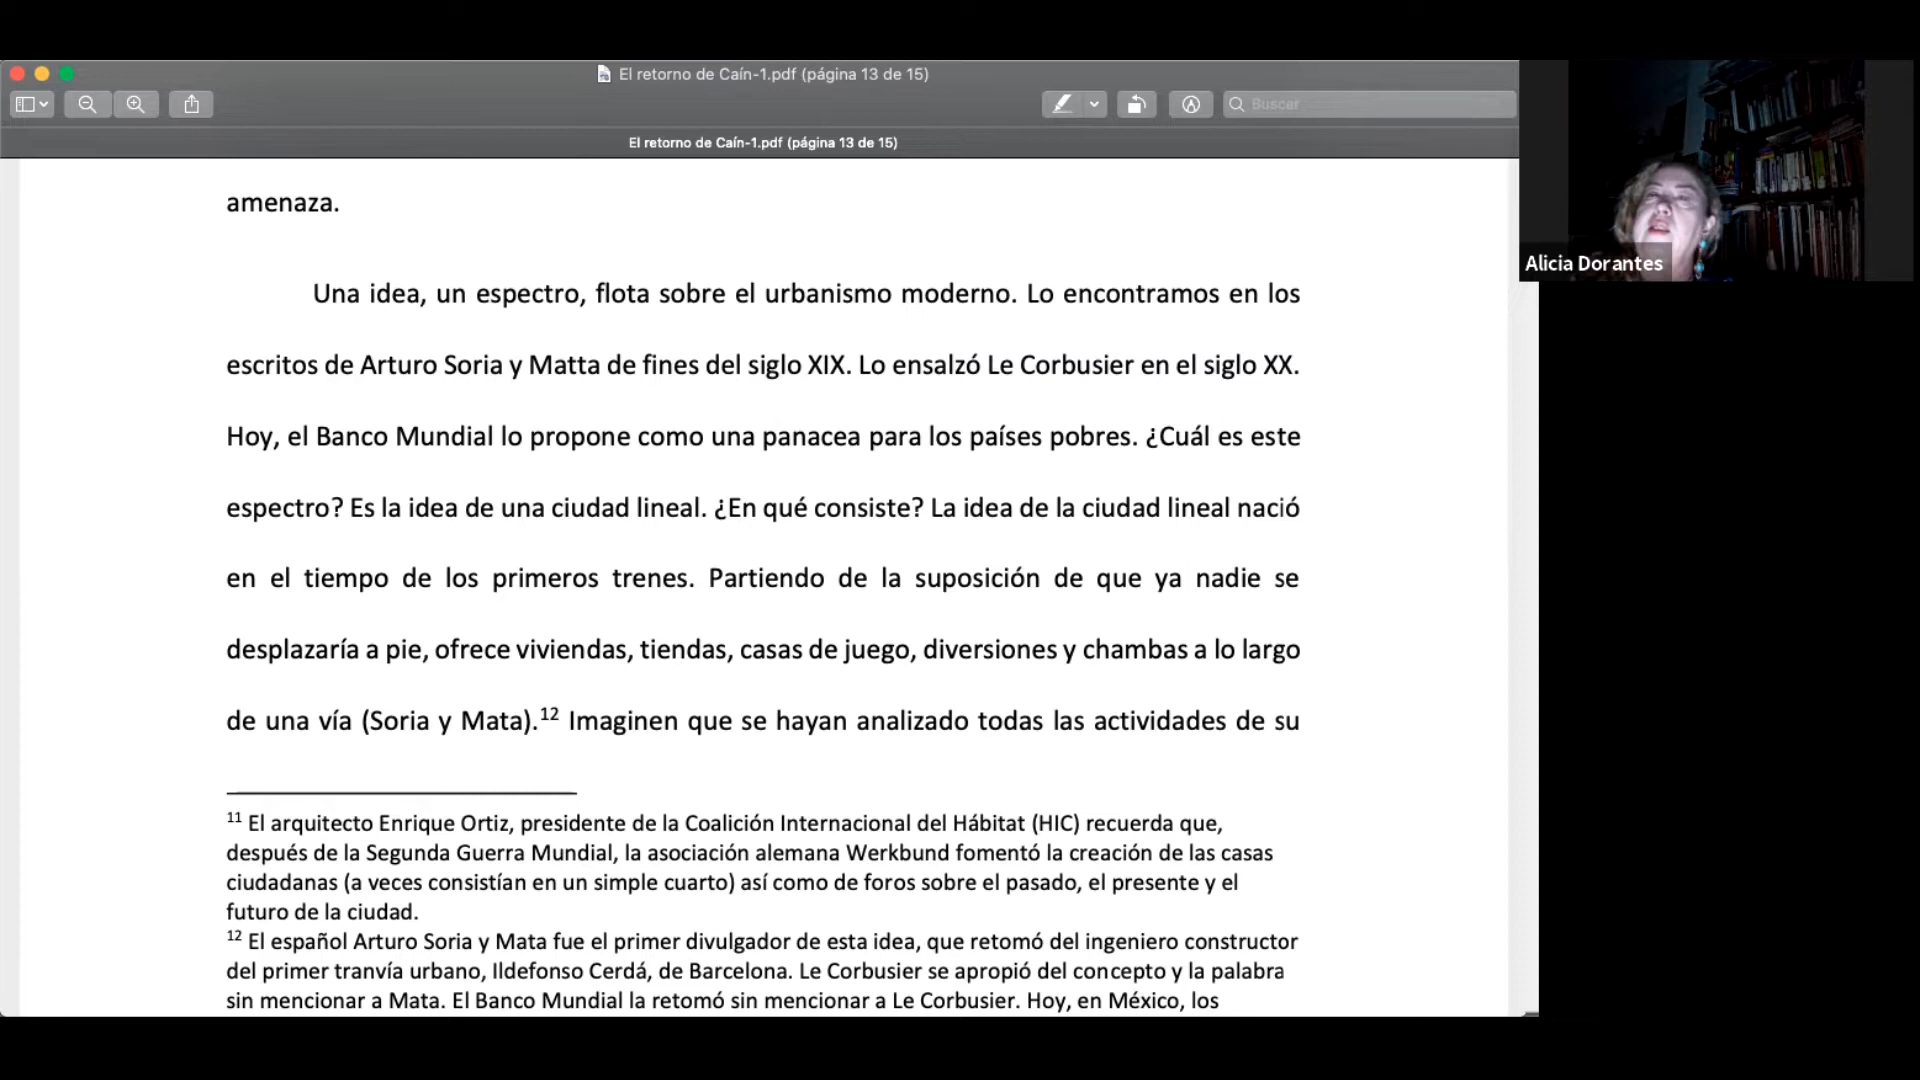 El retorno de Caín-1.pdf (página 13 de 15)
Buscar
El retorno de Caín-1.pdf (página 13 de 15)
Alicia Dorantes
amenaza.
Una idea, un espectro, flota sobre el urbanismo moderno. Lo encontramos en los
escritos de Arturo Soria y Matta de fines del siglo XIX. Lo ensalzó Le Corbusier en el siglo XX.
Hoy, el Banco Mundial lo propone como una panacea para los países pobres. ¿Cuál es este
espectro? Es la idea de una ciudad lineal. ¿En qué consiste? La idea de la ciudad lineal nació
en el tiempo de los primeros trenes. Partiendo de la suposición de que ya nadie se
desplazaría a pie, ofrece viviendas, tiendas, casas de juego, diversiones y chambas a lo largo
de una vía (Soria y Mata).12 Imaginen que se hayan analizado todas las actividades de su
11 El arquitecto Enrique Ortiz, presidente de la Coalición Internacional del Hábitat (HIC) recuerda que,
después de la Segunda Guerra Mundial, la asociación alemana Werkbund fomentó la creación de las casas
ciudadanas (a veces consistían en un simple cuarto) así como de foros sobre el pasado, el presente y el
futuro de la ciudad.
12 El español Arturo Soria y Mata fue el primer divulgador de esta idea, que retomó del ingeniero constructor
del primer tranvía urbano, Ildefonso Cerdá, de Barcelona. Le Corbusier se apropió del concepto y la palabra
sin mencionar a Mata. El Banco Mundial la retomó sin mencionar a Le Corbusier. Hoy, en México, los